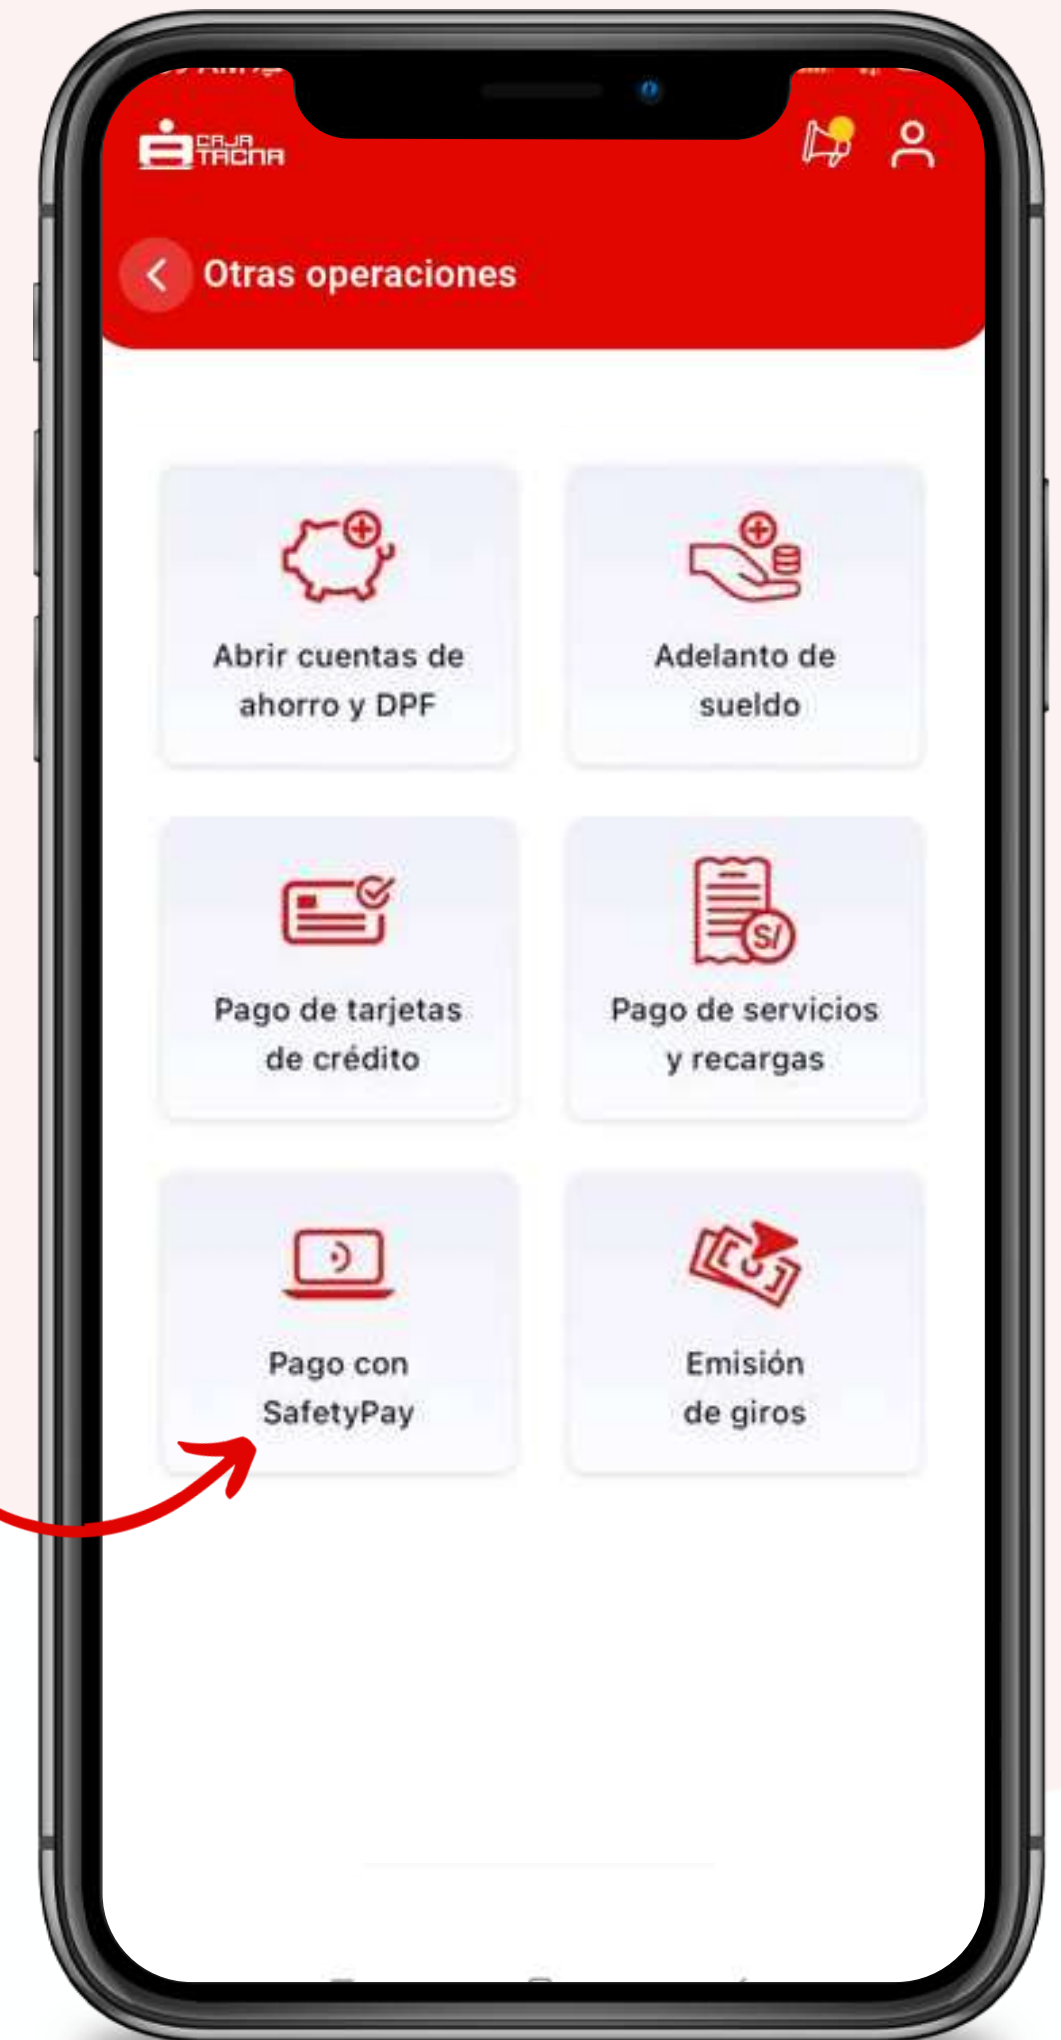 CAJA
TACNA
Otras operaciones
Abrir cuentas de
ahorro y DPF
Adelanto de
sueldo
Pago de tarjetas
de crédito
S/
Pago de servicios
y recargas
Pago con
SafetyPay
Emisión
de giros